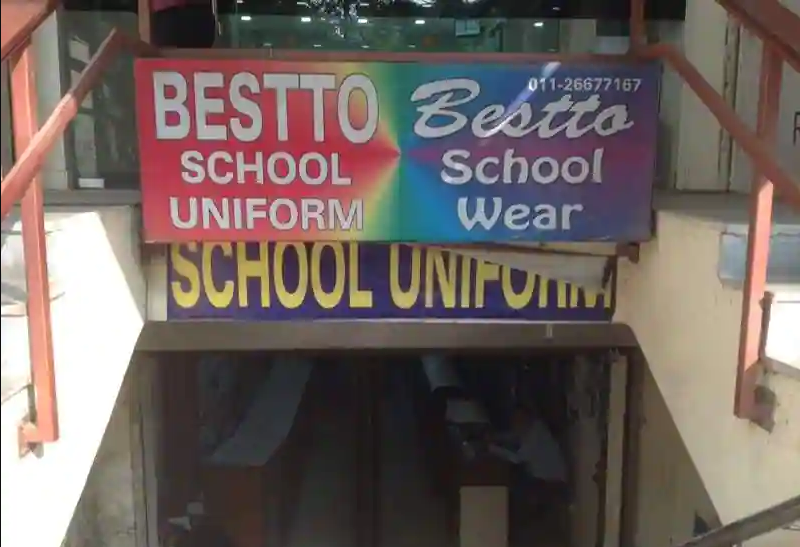 BESTTO
SCHOOL
UNIFORM
011-26677167
Bestto
School
Wear
SCHOOL UNIFORM